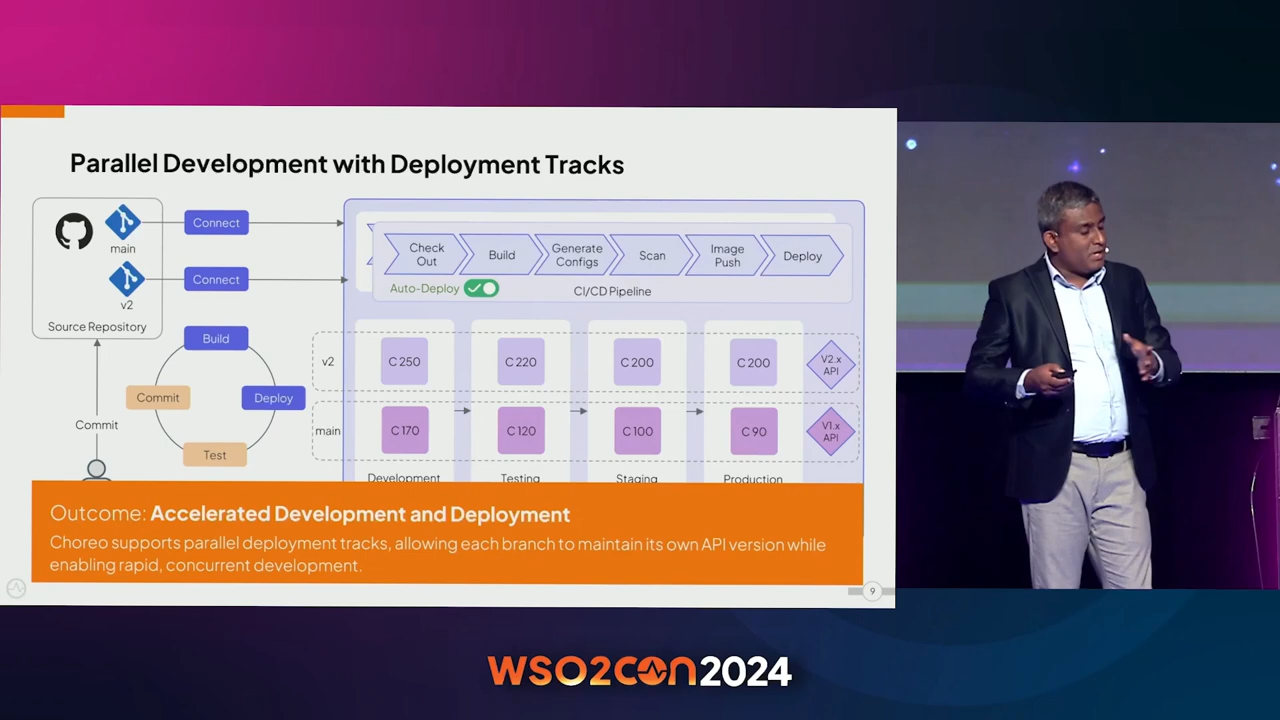 Parallel Development with Deployment Tracks
main
Connect
v2
Connect
Source Repository
Check
Out
Build
Generate
Configs
Scan
Image
Push
Deploy
Auto-Deploy
CI/CD Pipeline
Build
Commit
Deploy
Test
Commit
v2
C 250
C 220
C 200
C 200
V2.x
API
main
C 170
C 120
C 100
C 90
V1.x
API
Development
Testing
Staging
Production
Outcome: Accelerated Development and Deployment
Choreo supports parallel deployment tracks, allowing each branch to maintain its own API version while
enabling rapid, concurrent development.
9
WSO2CON2024